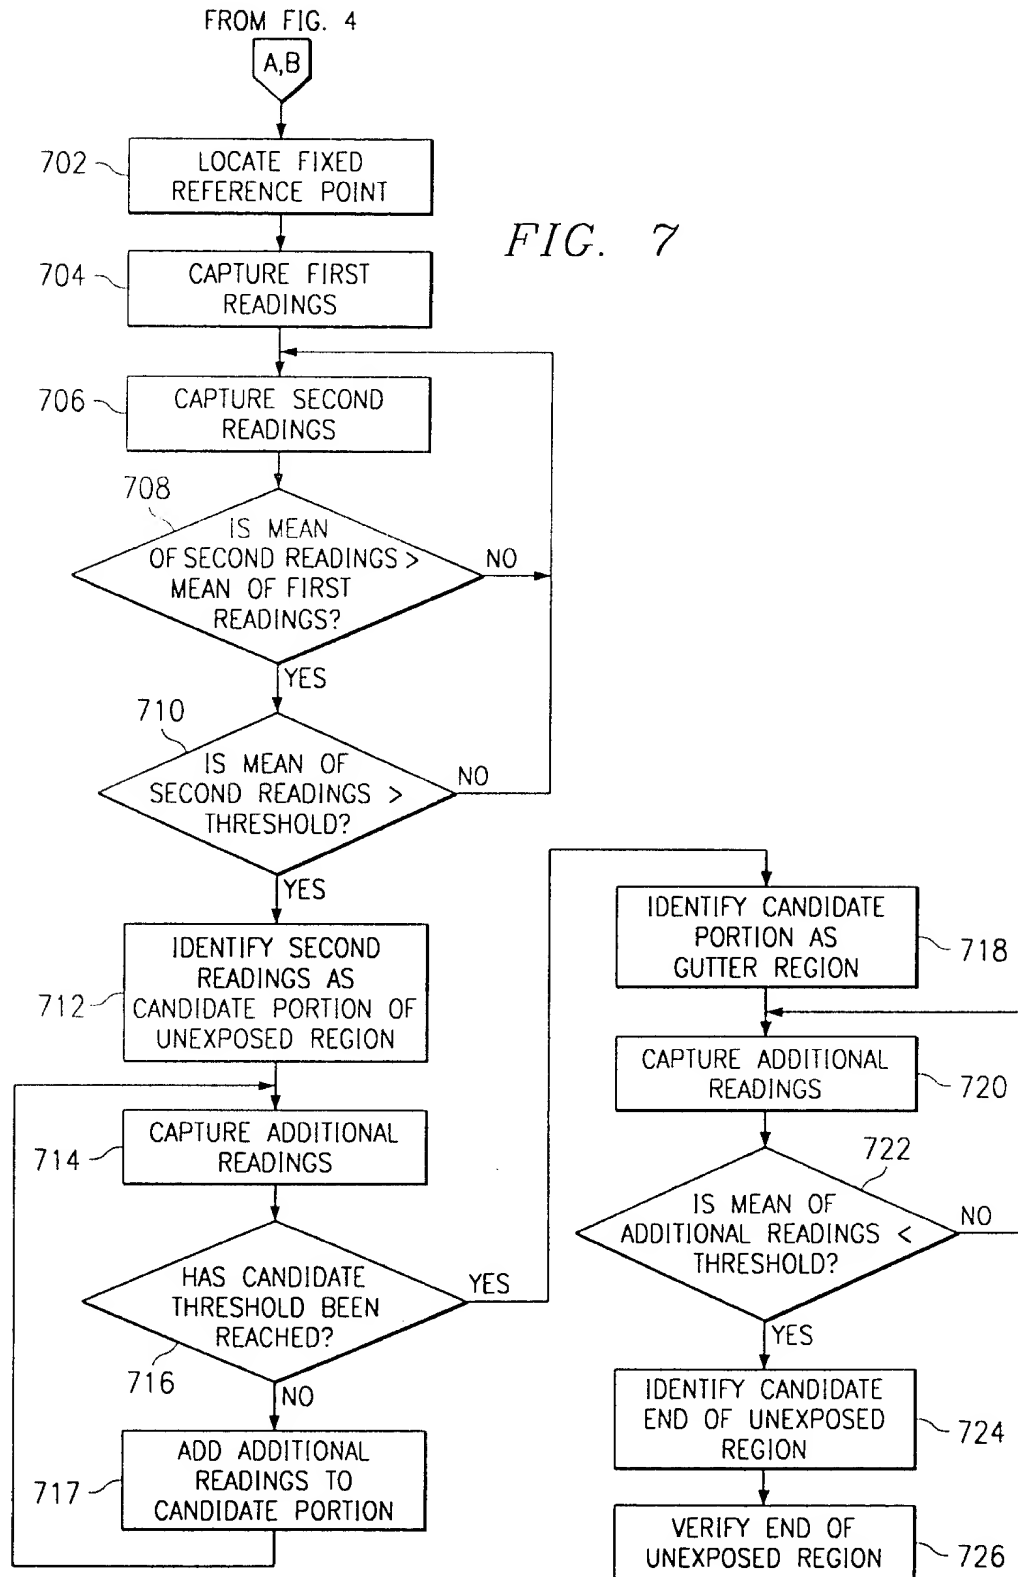 FROM FIG. 4
A,B
702
LOCATE FIXED
REFERENCE POINT
FIG. 7
704
CAPTURE FIRST
READINGS
706
CAPTURE SECOND
READINGS
708
IS MEAN
OF SECOND READINGS >
MEAN OF FIRST
READINGS?
NO
YES
710
IS MEAN OF
SECOND READINGS >
THRESHOLD?
NO
YES
712
IDENTIFY SECOND
READINGS AS
CANDIDATE PORTION OF
UNEXPOSED REGION
714
CAPTURE ADDITIONAL
READINGS
HAS CANDIDATE
THRESHOLD BEEN
REACHED?
YES
716
NO
717
ADD ADDITIONAL
READINGS TO
CANDIDATE PORTION
IDENTIFY CANDIDATE
PORTION AS
GUTTER REGION
718
CAPTURE ADDITIONAL
READINGS
720
722
IS MEAN OF
ADDITIONAL READINGS <
THRESHOLD?
NO
YES
IDENTIFY CANDIDATE
END OF UNEXPOSED
REGION
724
VERIFY END OF
UNEXPOSED REGION
726